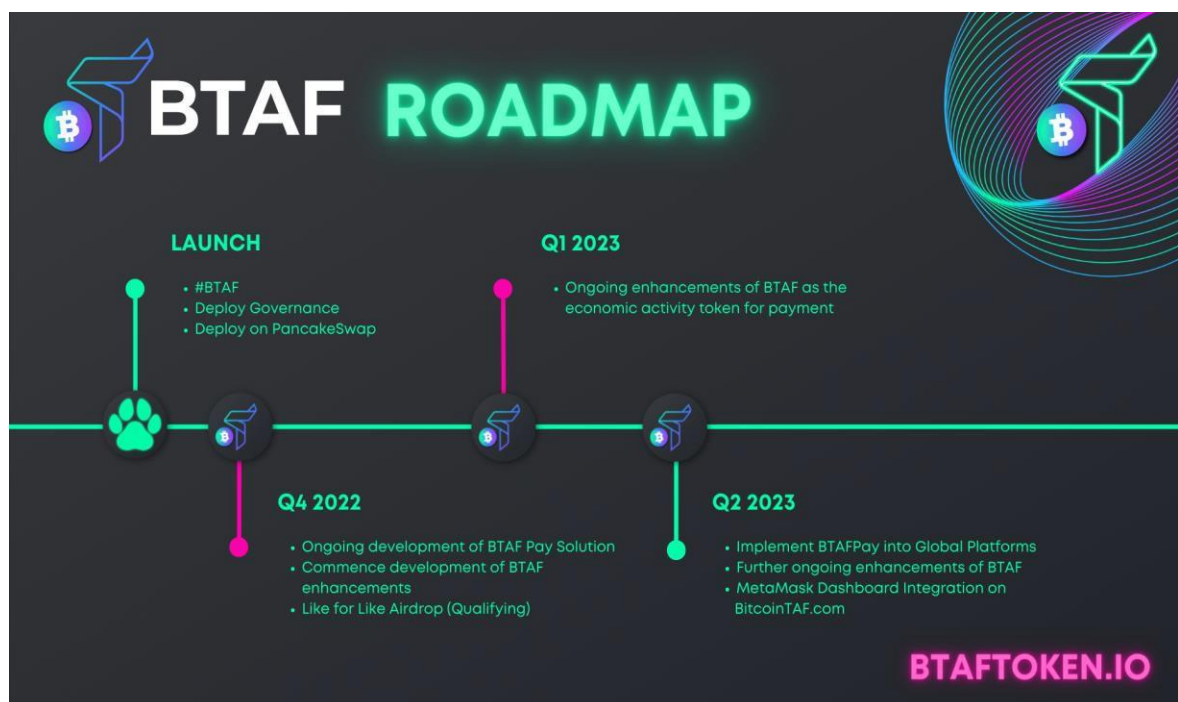 BTAF ROADMAP
LAUNCH
• #BTAF
• Deploy Governance
• Deploy on PancakeSwap
Q1 2023
• Ongoing enhancements of BTAF as the
economic activity token for payment
Q4 2022
• Ongoing development of BTAF Pay Solution
• Commence development of BTAF
enhancements
• Like for Like Airdrop (Qualifying)
Q2 2023
• Implement BTAFPay into Global Platforms
• Further ongoing enhancements of BTAF
• MetaMask Dashboard Integration on
BitcoinTAF.com
BTAFTOKEN.IO